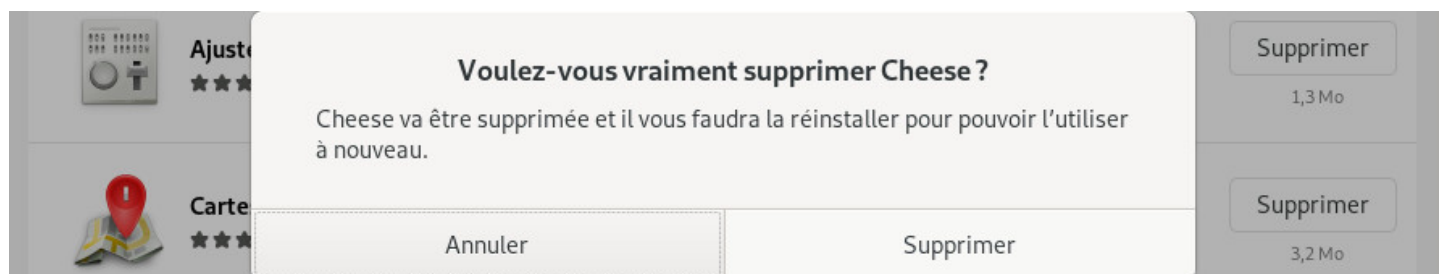 Ajuste
Supprimer
1,3 Mo
Voulez-vous vraiment supprimer Cheese ?
Cheese va être supprimée et il vous faudra la réinstaller pour pouvoir l’utiliser
à nouveau.
Carte
Supprimer
3,2 Mo
Annuler
Supprimer